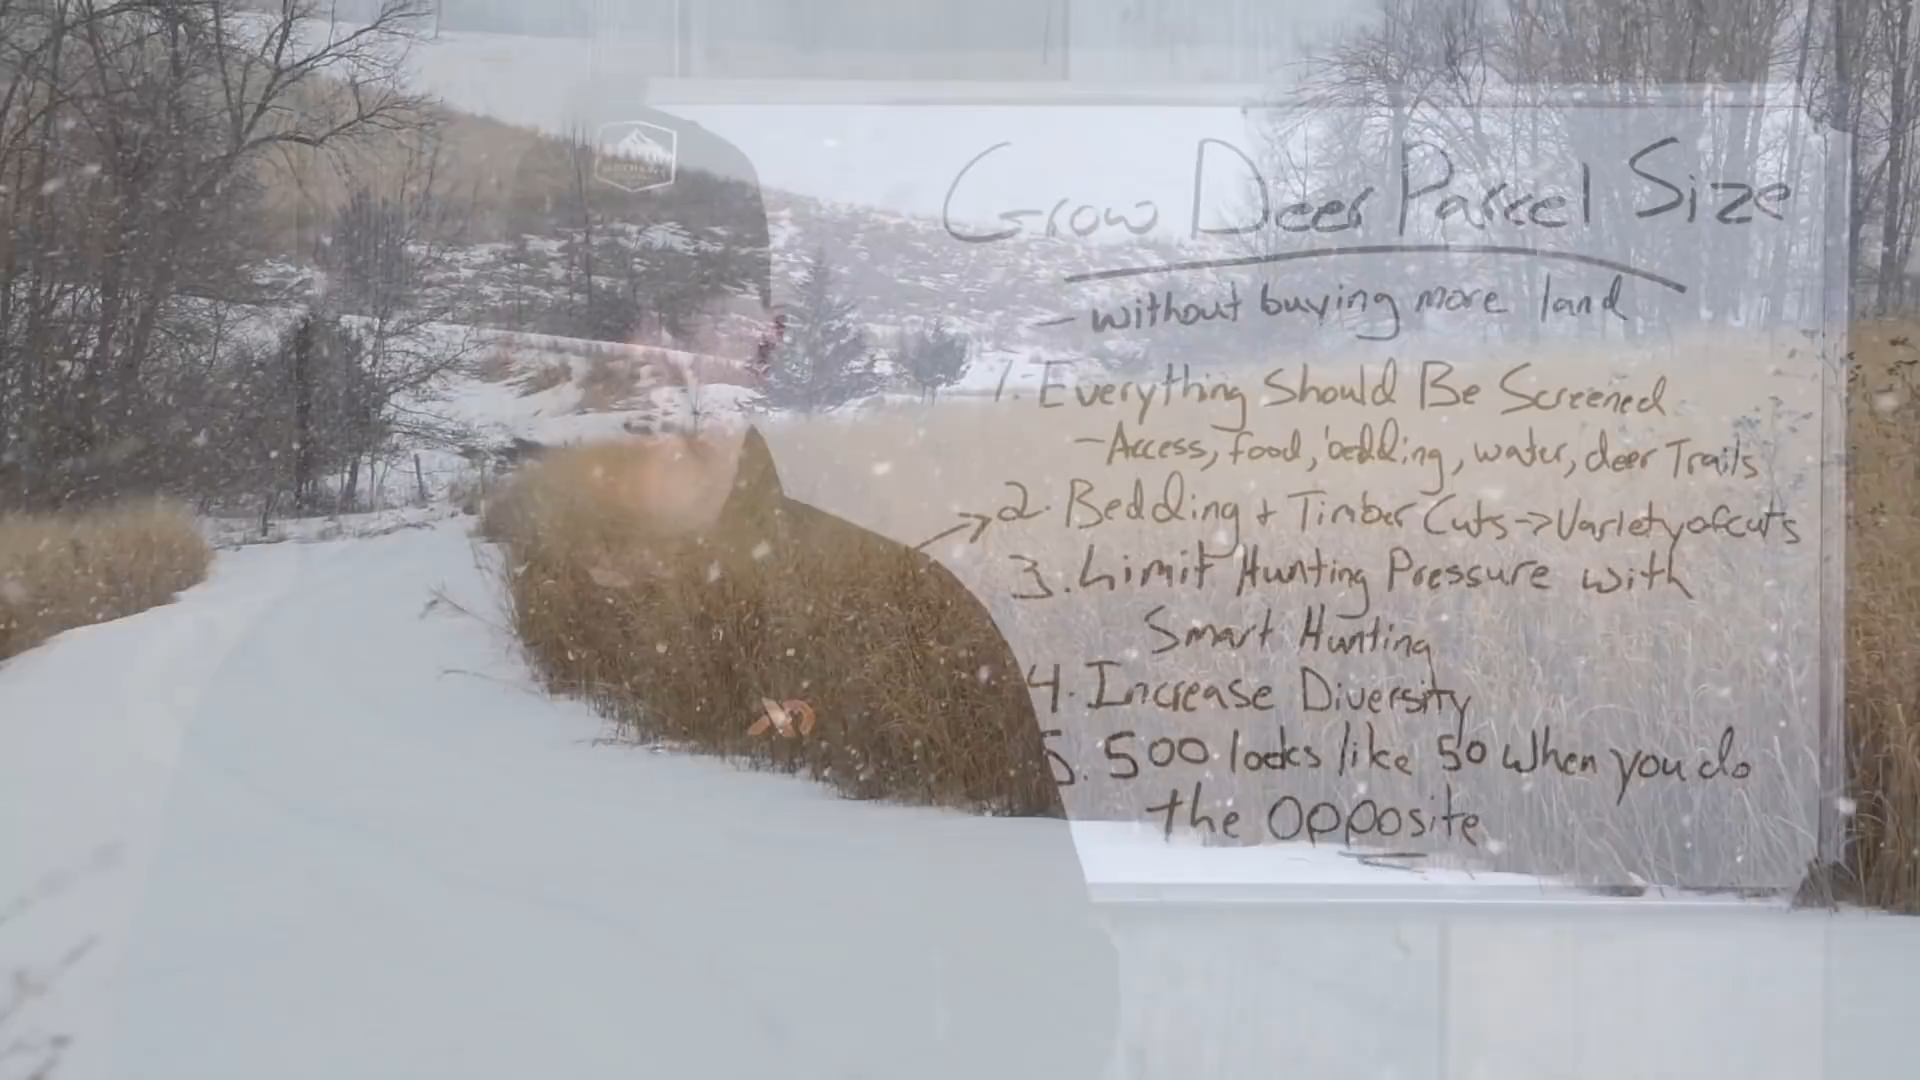 Grow Deer Parcel Size
- without buying more land
1. Everything Should Be Screened
- Access, food, bedding, water, deer Trails
→ 2. Bedding + Timber Cuts -> Variety of cuts
3. Limit Hunting Pressure with
Smart Hunting
4. Increase Diversity
5. 500 looks like 50 when you do
the opposite